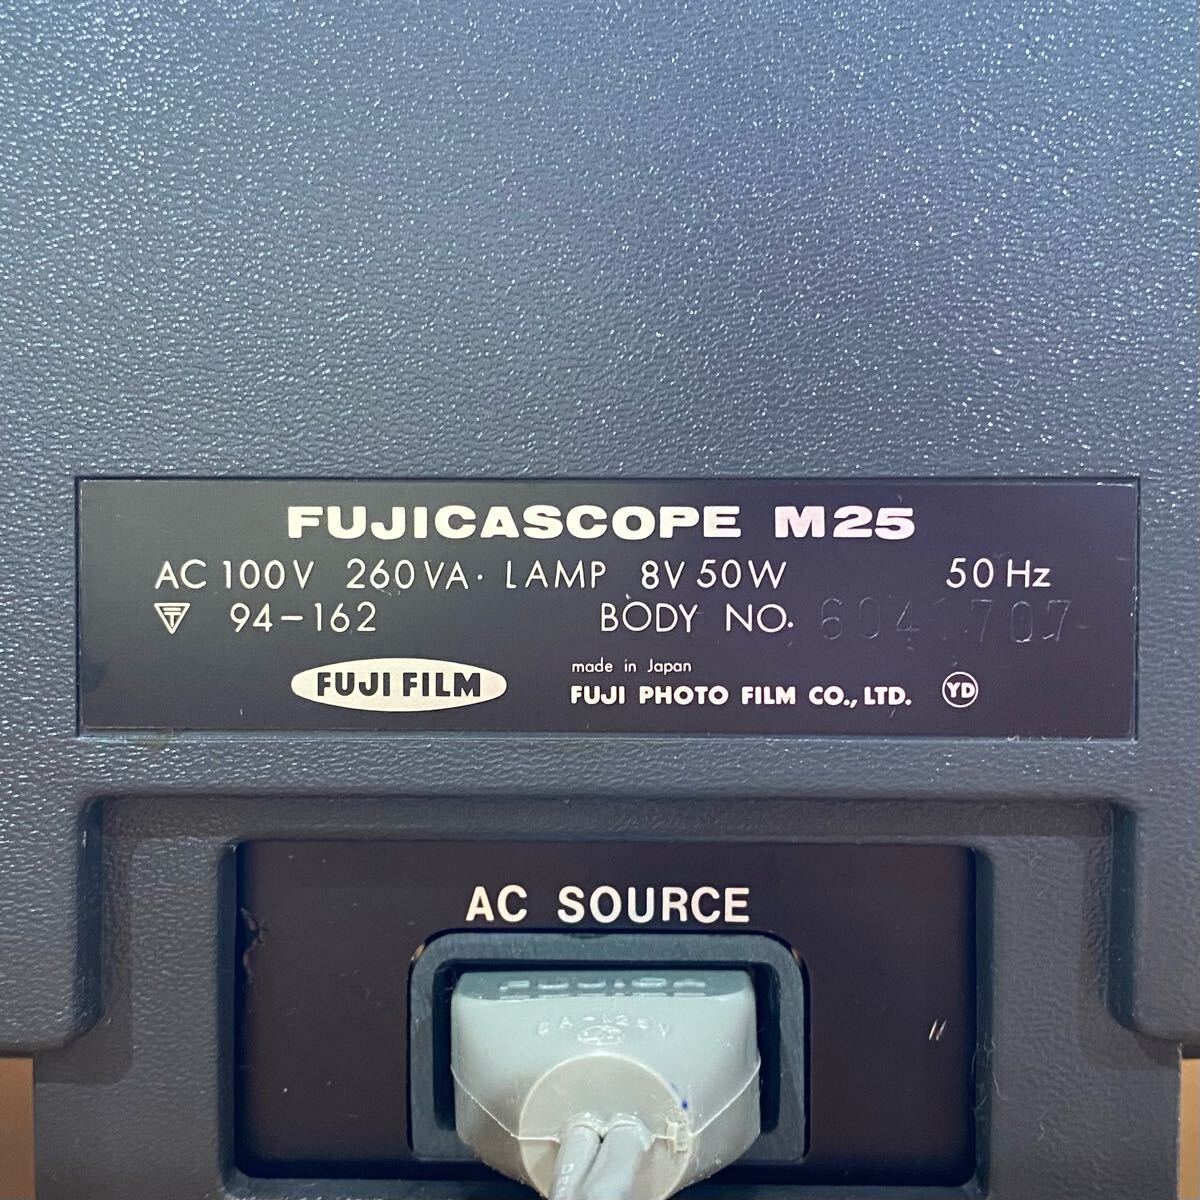 FUJICASCOPE M25
AC 100V 260VA· LAMP 8V 50W 50 Hz
T 94-162 BODY NO. 6041707
FUJI FILM
made in Japan
FUJI PHOTO FILM CO., LTD. YD
AC SOURCE